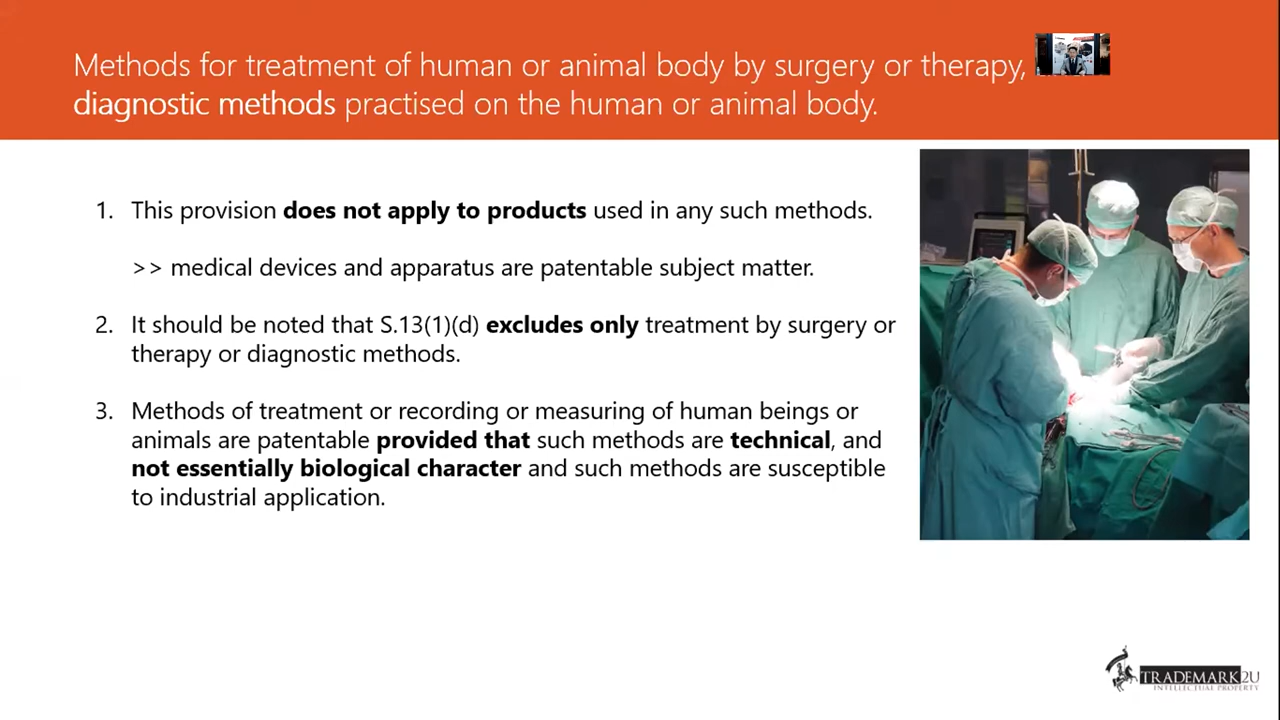 Methods for treatment of human or animal body by surgery or therapy,
diagnostic methods practised on the human or animal body.
1. This provision does not apply to products used in any such methods.
>> medical devices and apparatus are patentable subject matter.
2. It should be noted that S.13(1)(d) excludes only treatment by surgery or
therapy or diagnostic methods.
3. Methods of treatment or recording or measuring of human beings or
animals are patentable provided that such methods are technical, and
not essentially biological character and such methods are susceptible
to industrial application.
TRADEMARK2U
INTELLECTUAL PROPERTY